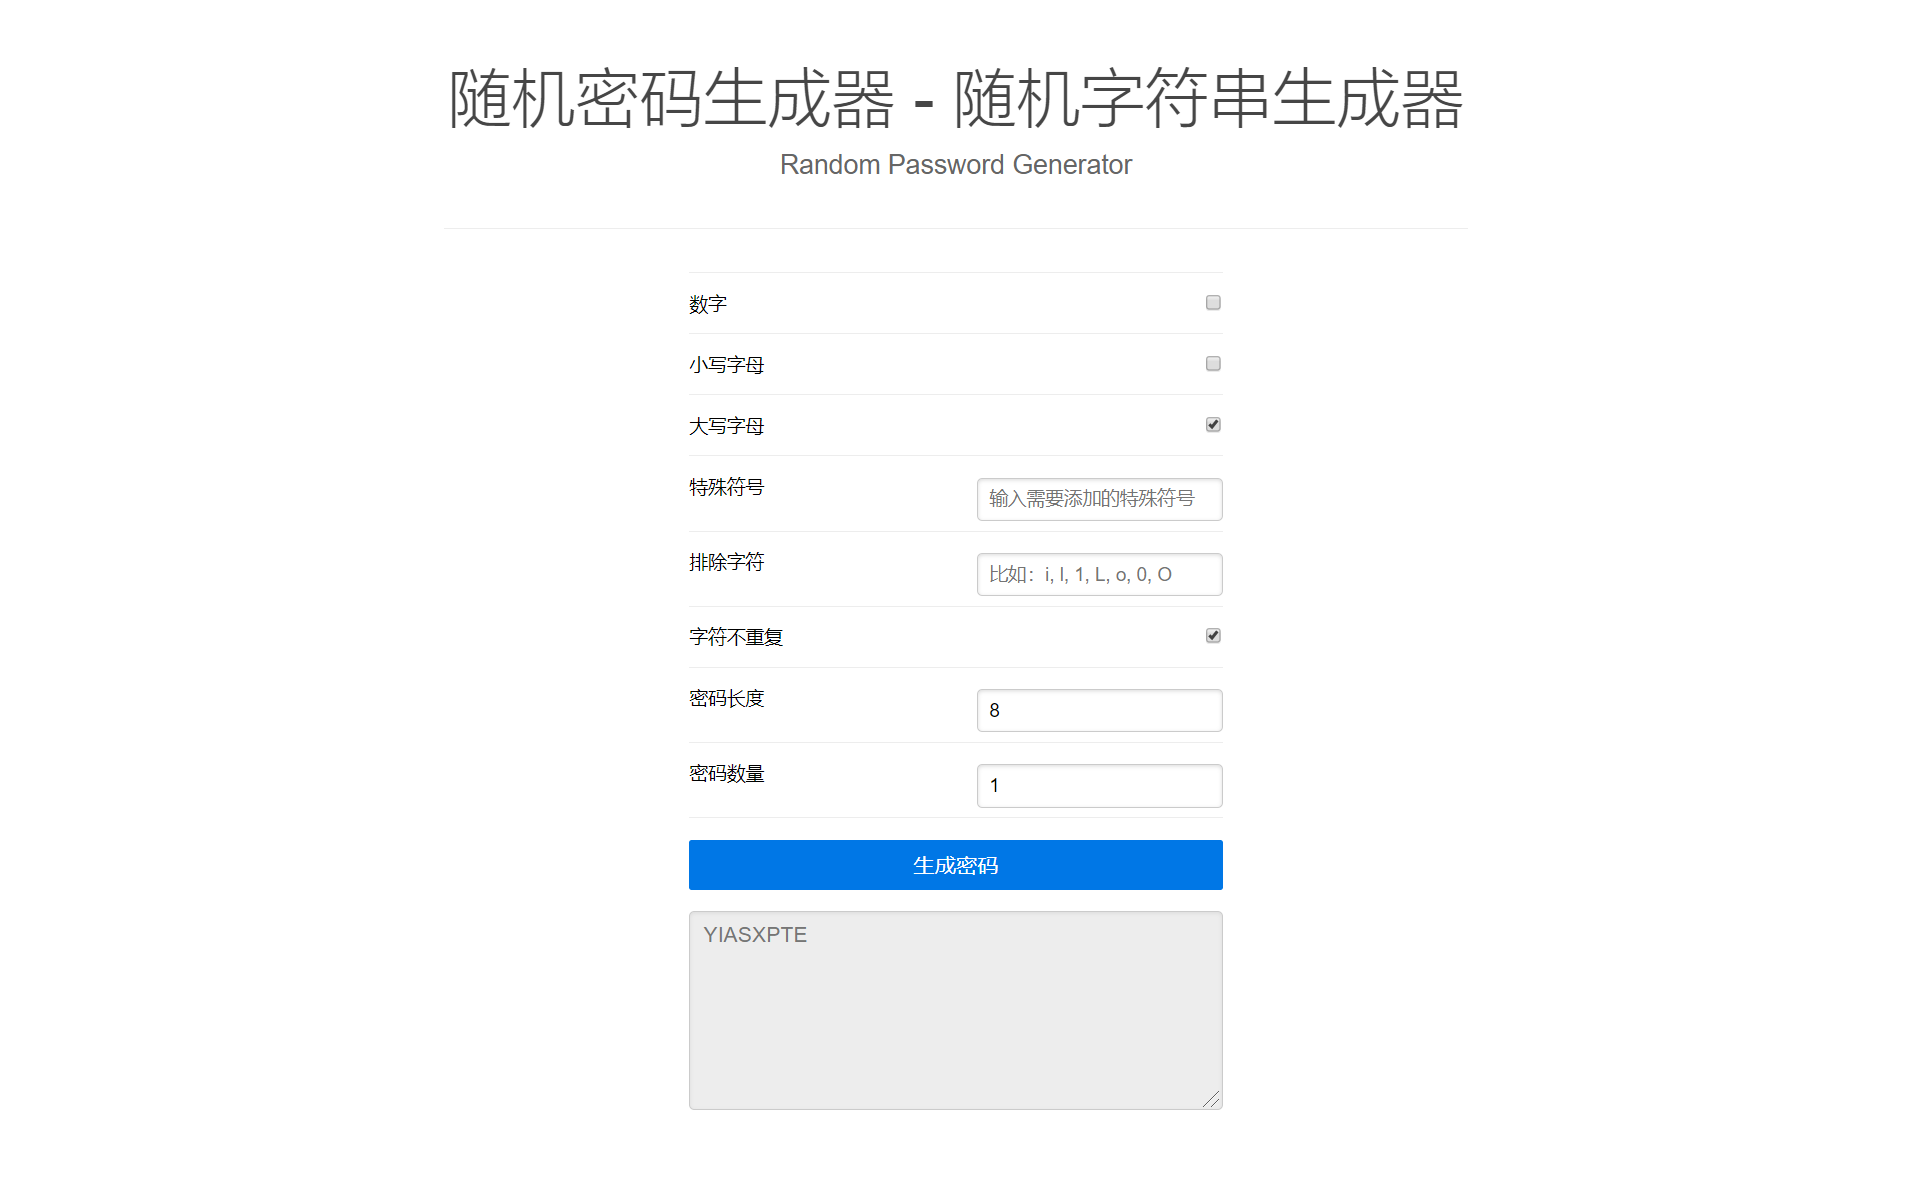 随机密码生成器 - 随机字符串生成器
Random Password Generator
数字
小写字母
大写字母
特殊符号
输入需要添加的特殊符号
排除字符
比如：i, l, 1, L, o, 0, O
字符不重复
密码长度
8
密码数量
1
生成密码
YIASXPTE